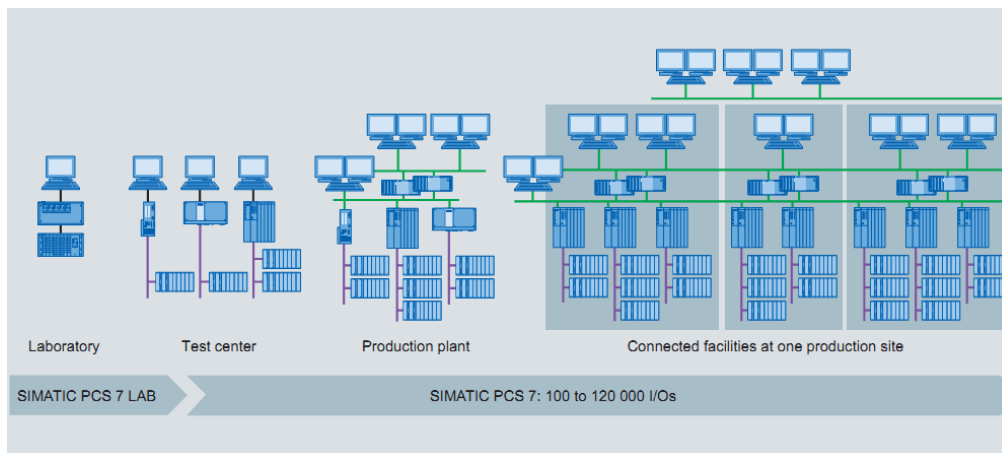 Laboratory
Test center
Production plant
Connected facilities at one production site
SIMATIC PCS 7 LAB
SIMATIC PCS 7: 100 to 120 000 I/Os